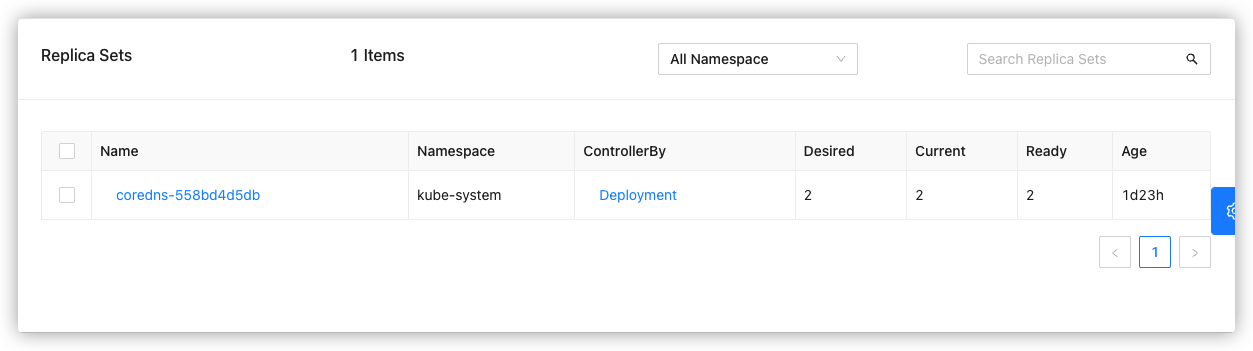 Replica Sets 1 Items All Namespace Search Replica Sets
Name Namespace ControllerBy Desired Current Ready Age
coredns-558bd4d5db kube-system Deployment 2 2 2 1d23h
< 1 >